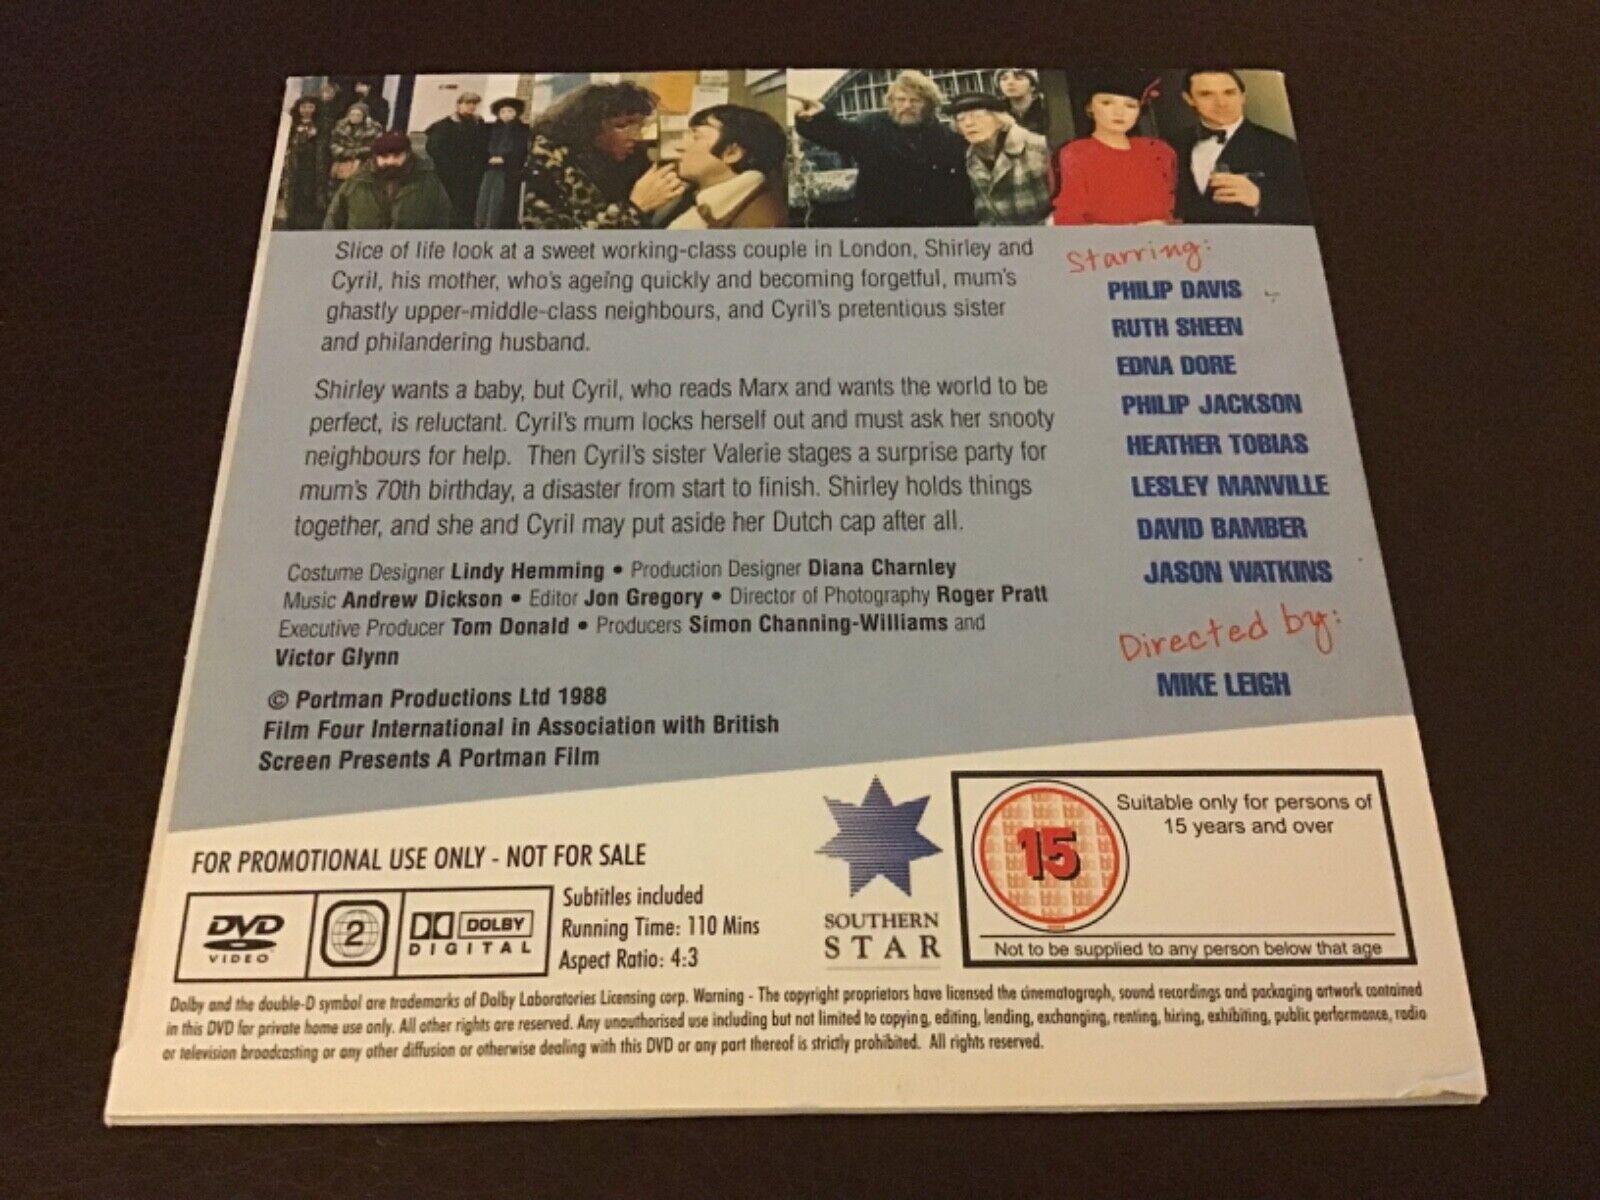 Slice of life look at a sweet working-class couple in London, Shirley and
Cyril, his mother, who's ageing quickly and becoming forgetful, mum's
ghastly upper-middle-class neighbours, and Cyril's pretentious sister
and philandering husband.
Shirley wants a baby, but Cyril, who reads Marx and wants the world to be
perfect, is reluctant. Cyril's mum locks herself out and must ask her snooty
neighbours for help. Then Cyril's sister Valerie stages a surprise party for
mum's 70th birthday, a disaster from start to finish. Shirley holds things
together, and she and Cyril may put aside her Dutch cap after all.
Costume Designer Lindy Hemming • Production Designer Diana Charnley
Music Andrew Dickson • Editor Jon Gregory • Director of Photography Roger Pratt
Executive Producer Tom Donald • Producers Simon Channing-Williams and
Victor Glynn
© Portman Productions Ltd 1988
Film Four International in Association with British
Screen Presents A Portman Film
Starring:
PHILIP DAVIS
RUTH SHEEN
EDNA DORE
PHILIP JACKSON
HEATHER TOBIAS
LESLEY MANVILLE
DAVID BAMBER
JASON WATKINS
Directed by:
MIKE LEIGH
FOR PROMOTIONAL USE ONLY - NOT FOR SALE
DVD
VIDEO
2
DOLBY
DIGITAL
Subtitles included
Running Time: 110 Mins
Aspect Ratio: 4:3
SOUTHERN
STAR
15
Suitable only for persons of
15 years and over
Not to be supplied to any person below that age
Dolby and the double-D symbol are trademarks of Dolby Laboratories Licensing corp. Warning - The copyright proprietors have licensed the cinematograph, sound recordings and packaging artwork contained
in this DVD for private home use only. All other rights are reserved. Any unauthorised use including but not limited to copying, editing, lending, exchanging, renting, hiring, exhibiting, public performance, radio
or television broadcasting or any other diffusion or otherwise dealing with this DVD or any part thereof is strictly prohibited. All rights reserved.